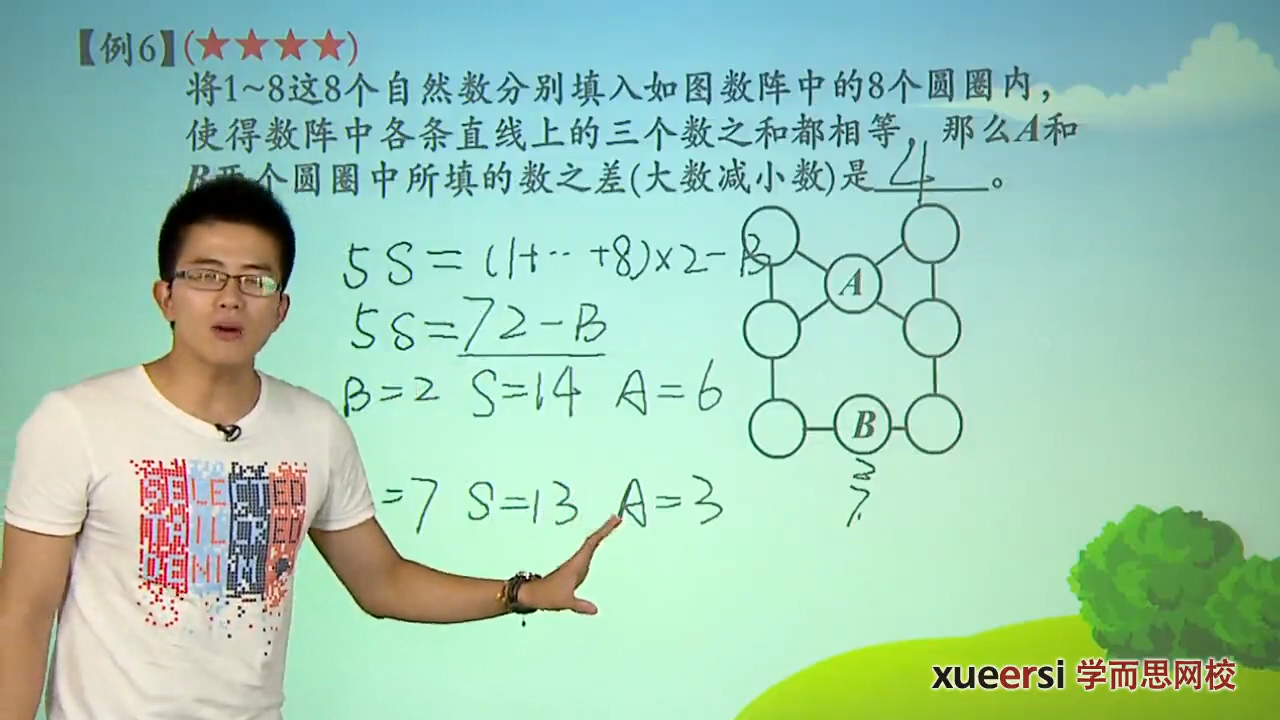 【例6】(★★★★)
将1~8这8个自然数分别填入如图数阵中的8个圆圈内,
使得数阵中各条直线上的三个数之和都相等,那么A和
B两个圆圈中所填的数之差(大数减小数)是 4 。
5S=(1+…+8)×2-B
5S=72-B
B=2 S=14 A=6
=7 S=13 A=3
A
B
2
7
xueersi 学而思网校